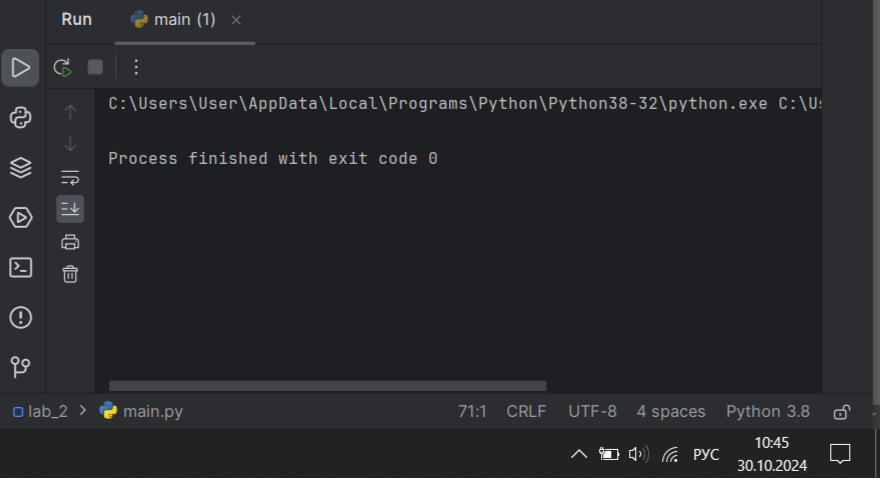 Run main (1)
C:\Users\User\AppData\Local\Programs\Python\Python38-32\python.exe C:\Us
Process finished with exit code 0
lab_2 > main.py 71:1 CRLF UTF-8 4 spaces Python 3.8
РУС 10:45
30.10.2024